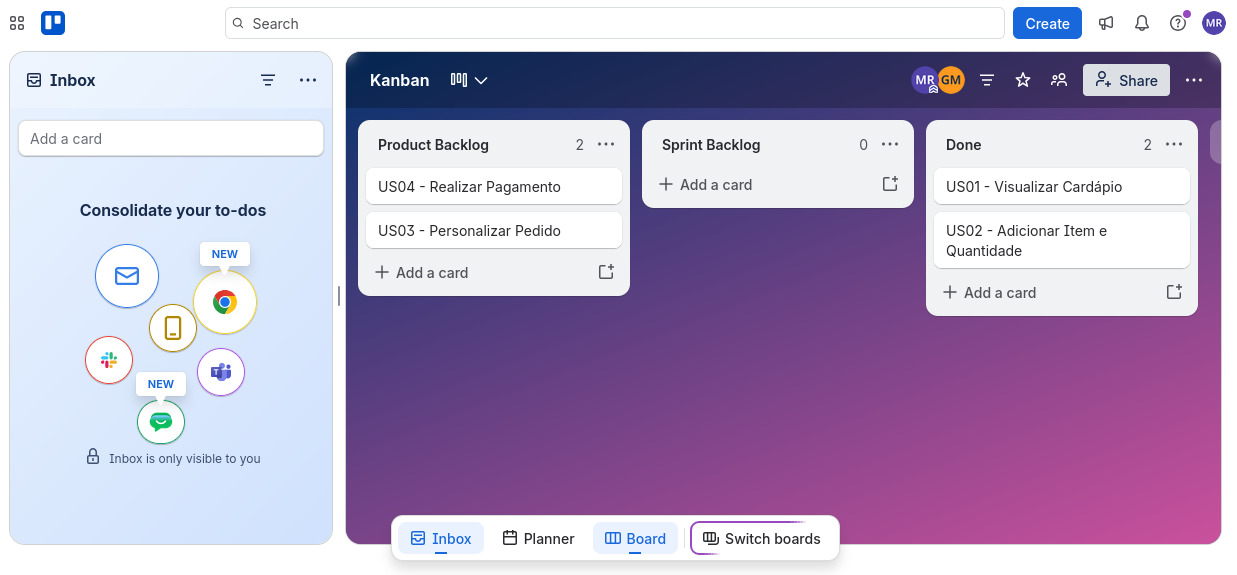 Search
Create
MR
Inbox
Add a card
Consolidate your to-dos
NEW
NEW
Inbox is only visible to you
Kanban
MR
GM
Share
Product Backlog
2
US04 - Realizar Pagamento
US03 - Personalizar Pedido
Add a card
Sprint Backlog
0
Add a card
Done
2
US01 - Visualizar Cardápio
US02 - Adicionar Item e
Quantidade
Add a card
Inbox
Planner
Board
Switch boards